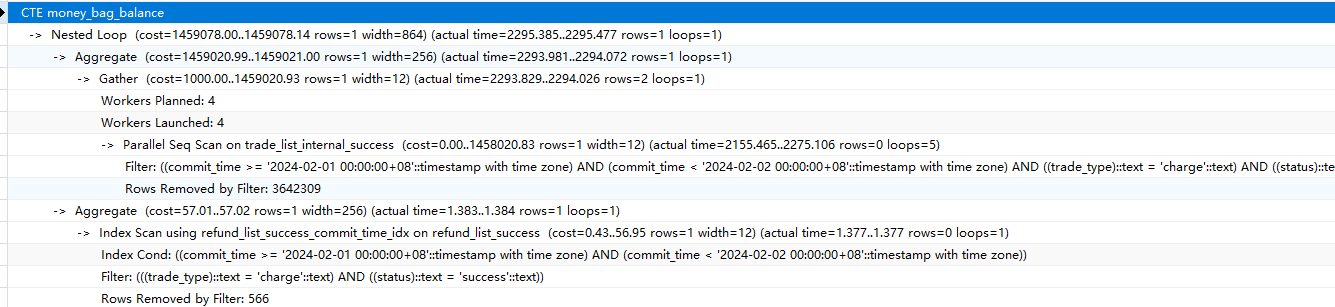 CTE money_bag_balance
-> Nested Loop (cost=1459078.00..1459078.14 rows=1 width=864) (actual time=2295.385..2295.477 rows=1 loops=1)
-> Aggregate (cost=1459020.99..1459021.00 rows=1 width=256) (actual time=2293.981..2294.072 rows=1 loops=1)
-> Gather (cost=1000.00..1459020.93 rows=1 width=12) (actual time=2293.829..2294.026 rows=2 loops=1)
Workers Planned: 4
Workers Launched: 4
-> Parallel Seq Scan on trade_list_internal_success (cost=0.00..1458020.83 rows=1 width=12) (actual time=2155.465..2275.106 rows=0 loops=5)
Filter: ((commit_time >= '2024-02-01 00:00:00+08'::timestamp with time zone) AND (commit_time < '2024-02-02 00:00:00+08'::timestamp with time zone) AND ((trade_type)::text = 'charge'::text) AND ((status)::te
Rows Removed by Filter: 3642309
-> Aggregate (cost=57.01..57.02 rows=1 width=256) (actual time=1.383..1.384 rows=1 loops=1)
-> Index Scan using refund_list_success_commit_time_idx on refund_list_success (cost=0.43..56.95 rows=1 width=12) (actual time=1.377..1.377 rows=0 loops=1)
Index Cond: ((commit_time >= '2024-02-01 00:00:00+08'::timestamp with time zone) AND (commit_time < '2024-02-02 00:00:00+08'::timestamp with time zone))
Filter: (((trade_type)::text = 'charge'::text) AND ((status)::text = 'success'::text))
Rows Removed by Filter: 566